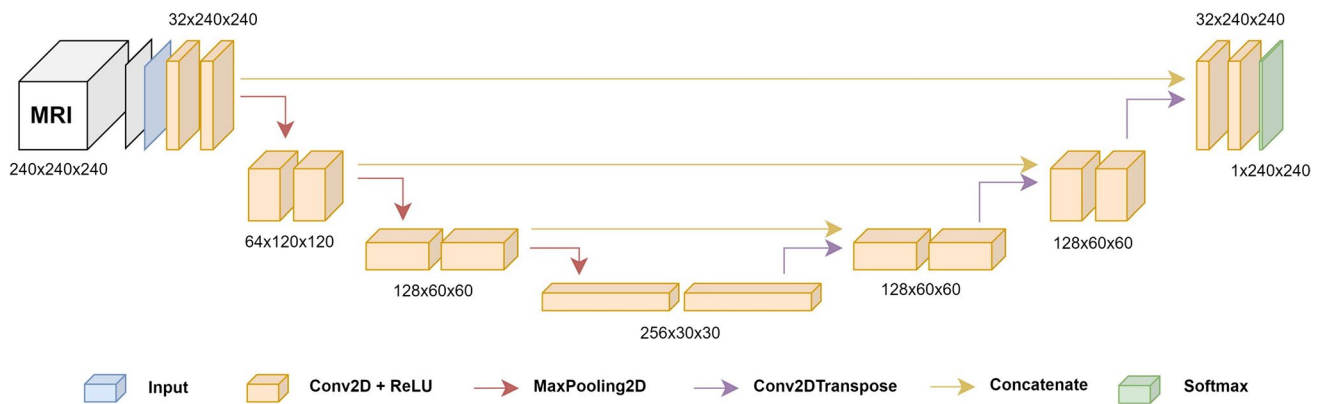 32x240x240
32x240x240
MRI
240x240x240
1x240x240
64x120x120
128x60x60
128x60x60
128x60x60
256x30x30
Input
Conv2D + ReLU
MaxPooling2D
Conv2DTranspose
Concatenate
Softmax